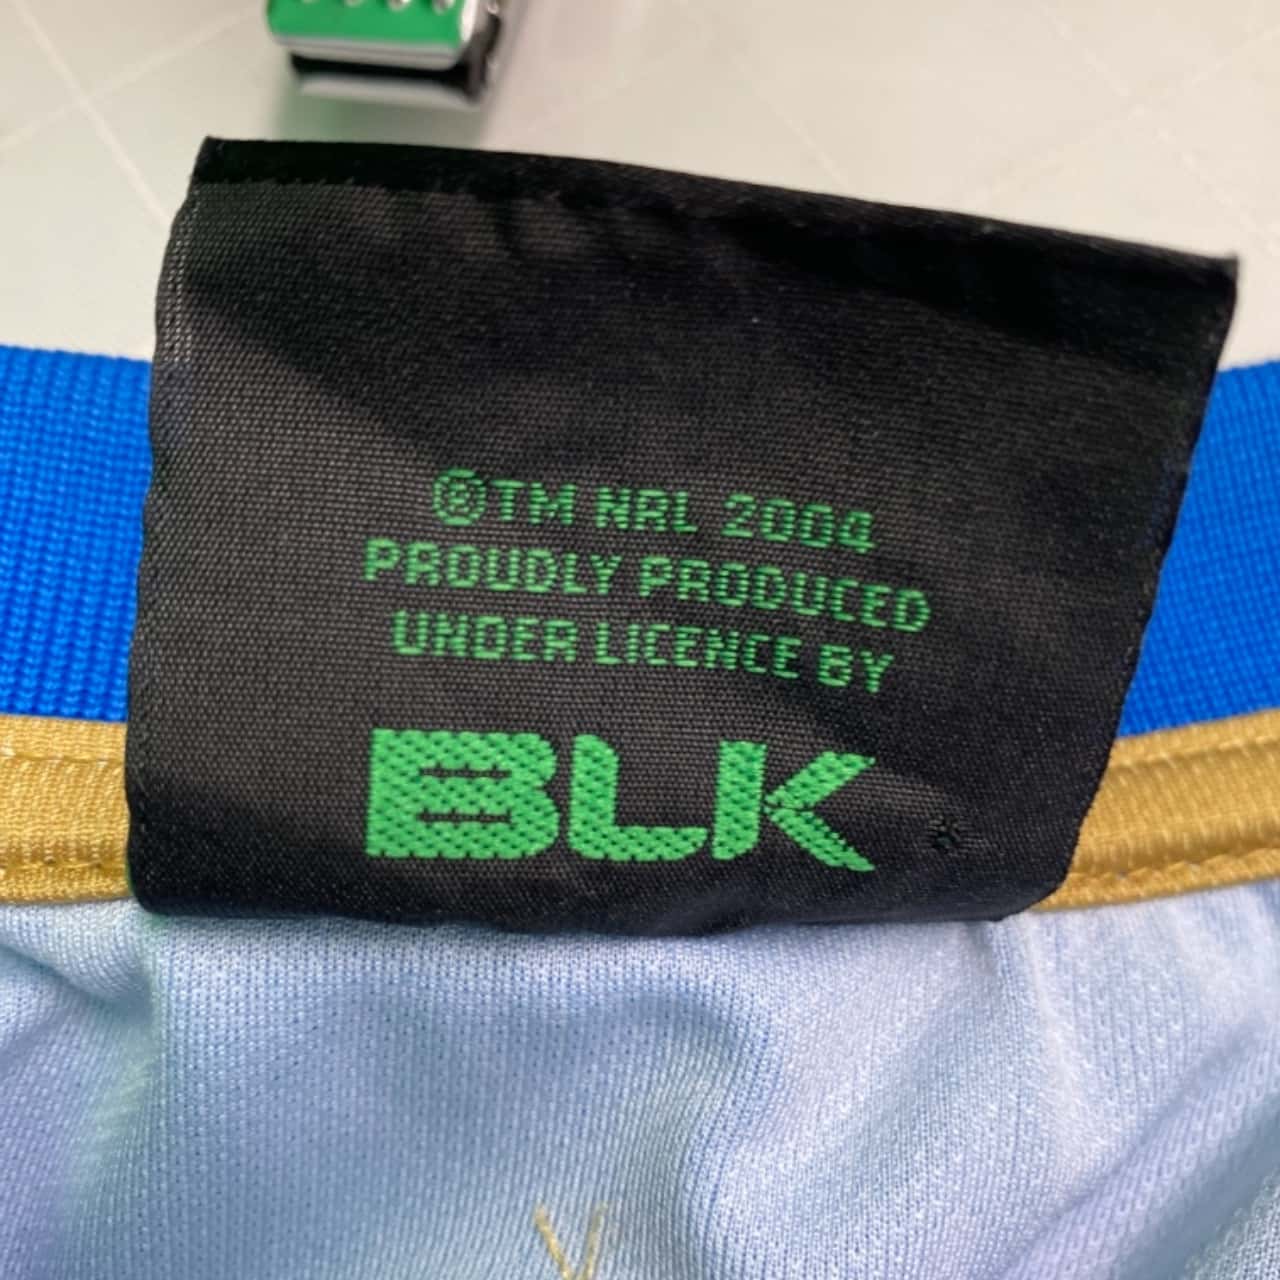 ®TM NRL 2004
PROUDLY PRODUCED
UNDER LICENCE BY
BLK